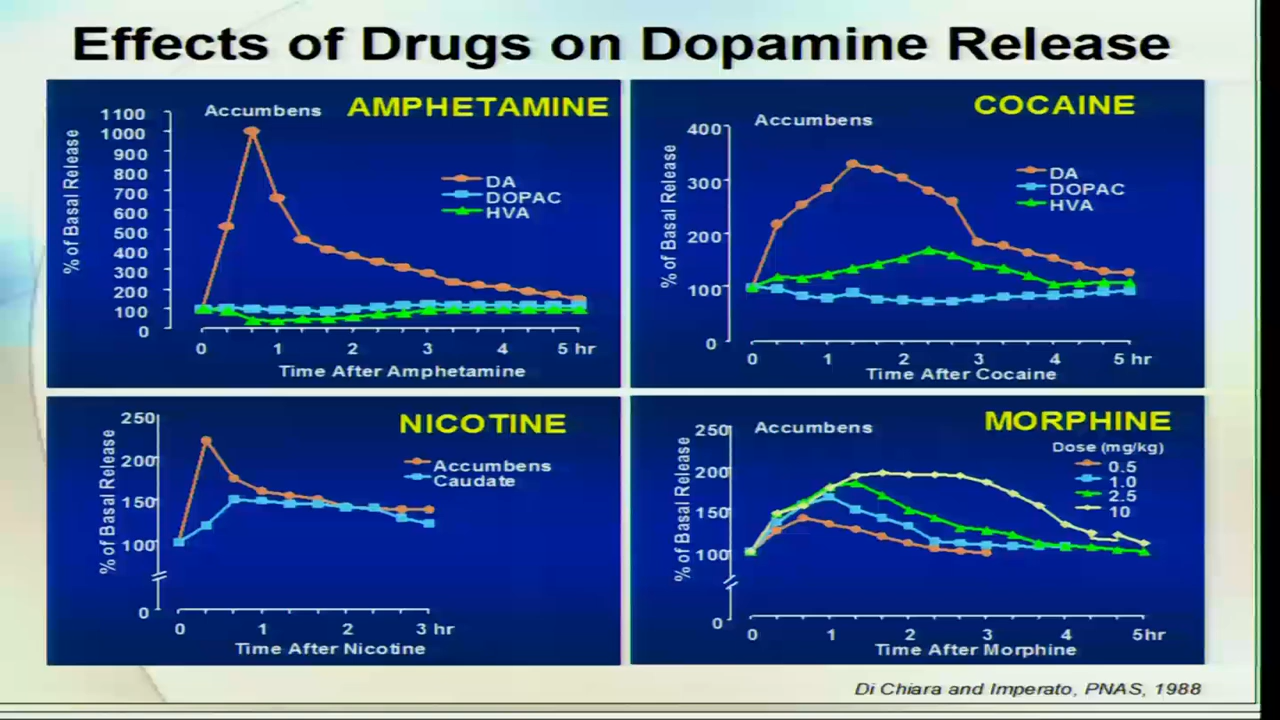 Effects of Drugs on Dopamine Release
Accumbens AMPHETAMINE
% of Basal Release
1100
1000
900
800
700
600
500
400
300
200
100
0
DA
DOPAC
HVA
0 1 2 3 4 5 hr
Time After Amphetamine
COCAINE
Accumbens
% of Basal Release
400
300
200
100
0
DA
DOPAC
HVA
0 1 2 3 4 5 hr
Time After Cocaine
NICOTINE
% of Basal Release
250
200
150
100
0
Accumbens
Caudate
0 1 2 3 hr
Time After Nicotine
MORPHINE
Accumbens
% of Basal Release
250
200
150
100
0
Dose (mg/kg)
0.5
1.0
2.5
10
0 1 2 3 4 5hr
Time After Morphine
Di Chiara and Imperato, PNAS, 1988